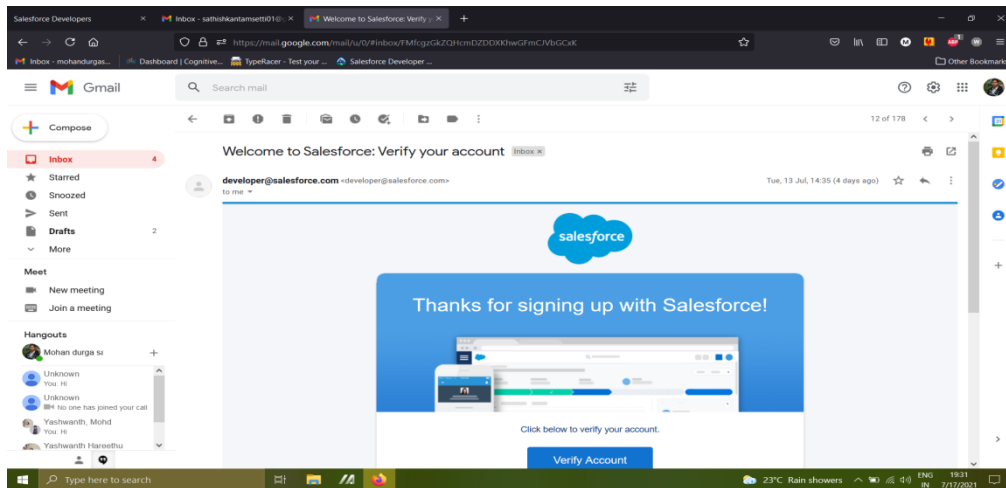 Salesforce Developers
Inbox - sathishkantamsetti01@
Welcome to Salesforce: Verify y
https://mail.google.com/mail/u/0/#inbox/FMfcgzGkZQHcmDZDDXKhwGFmCJVbGCxK
Inbox - mohandurgas...
Dashboard | Cognitive...
TypeRacer - Test your ...
Salesforce Developer ...
Other Bookmarks
Gmail
Search mail
Compose
12 of 178
Inbox 4
Starred
Snoozed
Sent
Drafts 2
More
Meet
New meeting
Join a meeting
Hangouts
Mohan durga sa
Unknown
You: Hi
Unknown
No one has joined your call
Yashwanth, Mohd
You: Hi
Yashwanth Hareethu
Welcome to Salesforce: Verify your account Inbox ×
developer@salesforce.com <developer@salesforce.com>
to me
Tue, 13 Jul, 14:35 (4 days ago)
salesforce
Thanks for signing up with Salesforce!
Click below to verify your account.
Verify Account
Type here to search
23°C Rain showers
ENG
IN
19:31
7/17/2021